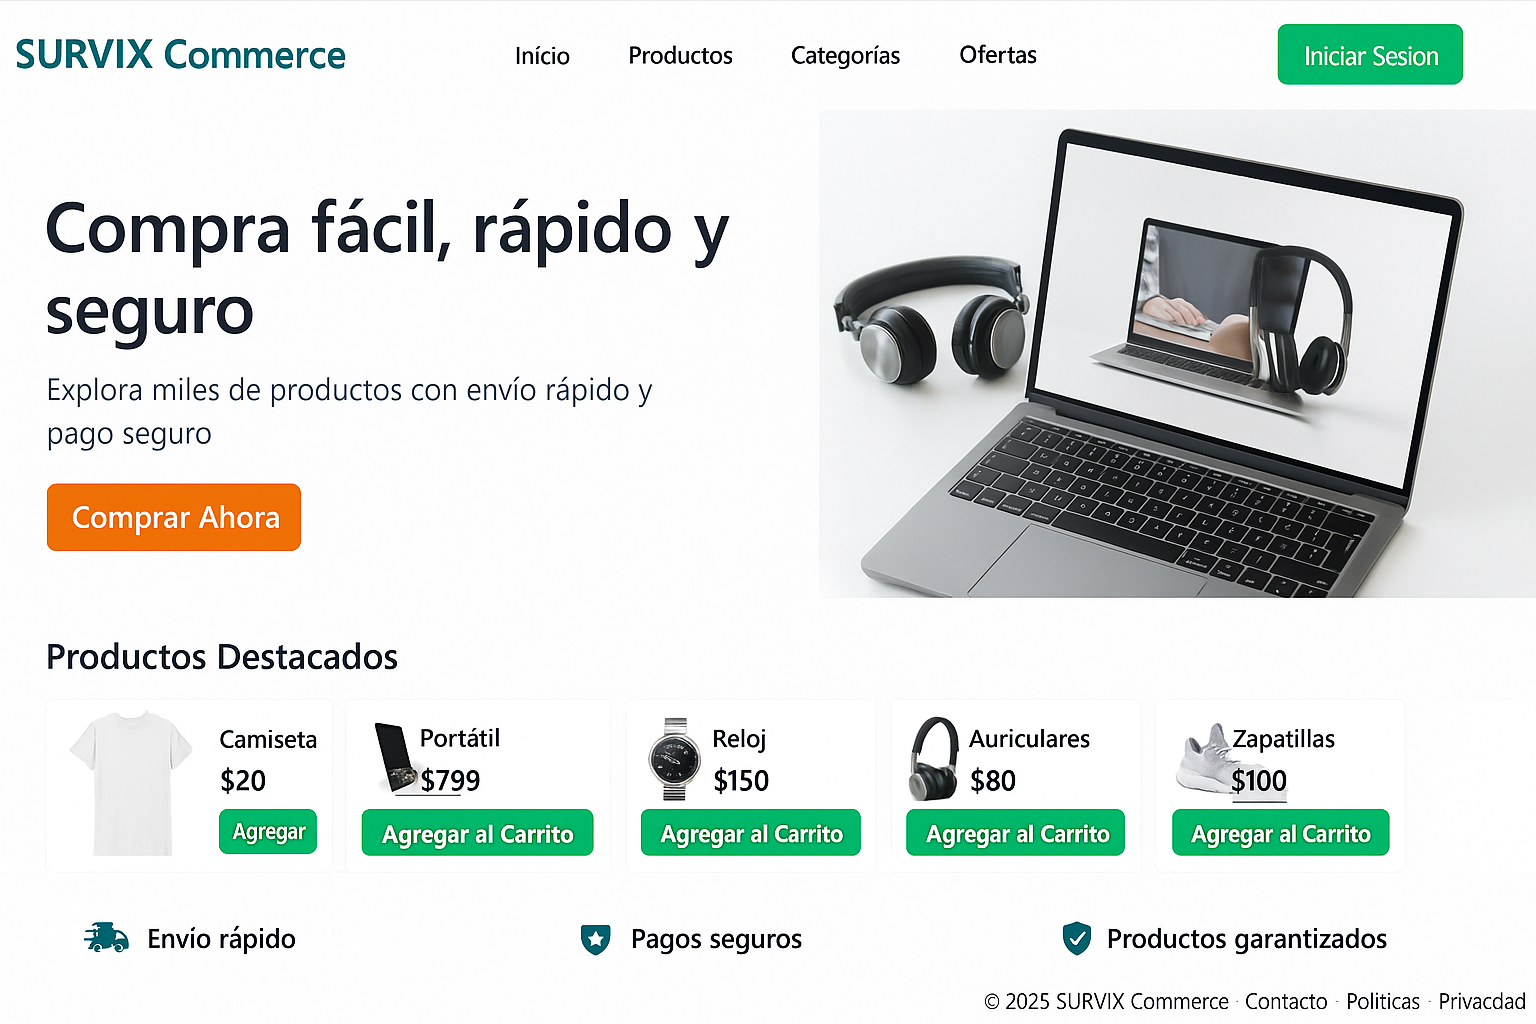 SURVIX Commerce
Início
Productos
Categorías
Ofertas
Iniciar Sesion
Compra fácil, rápido y
seguro
Explora miles de productos con envío rápido y
pago seguro
Comprar Ahora
Productos Destacados
Camiseta
$20
Agregar
Portátil
$799
Agregar al Carrito
Reloj
$150
Agregar al Carrito
Auriculares
$80
Agregar al Carrito
Zapatillas
$100
Agregar al Carrito
Envío rápido
Pagos seguros
Productos garantizados
© 2025 SURVIX Commerce · Contacto · Politicas · Privacdad